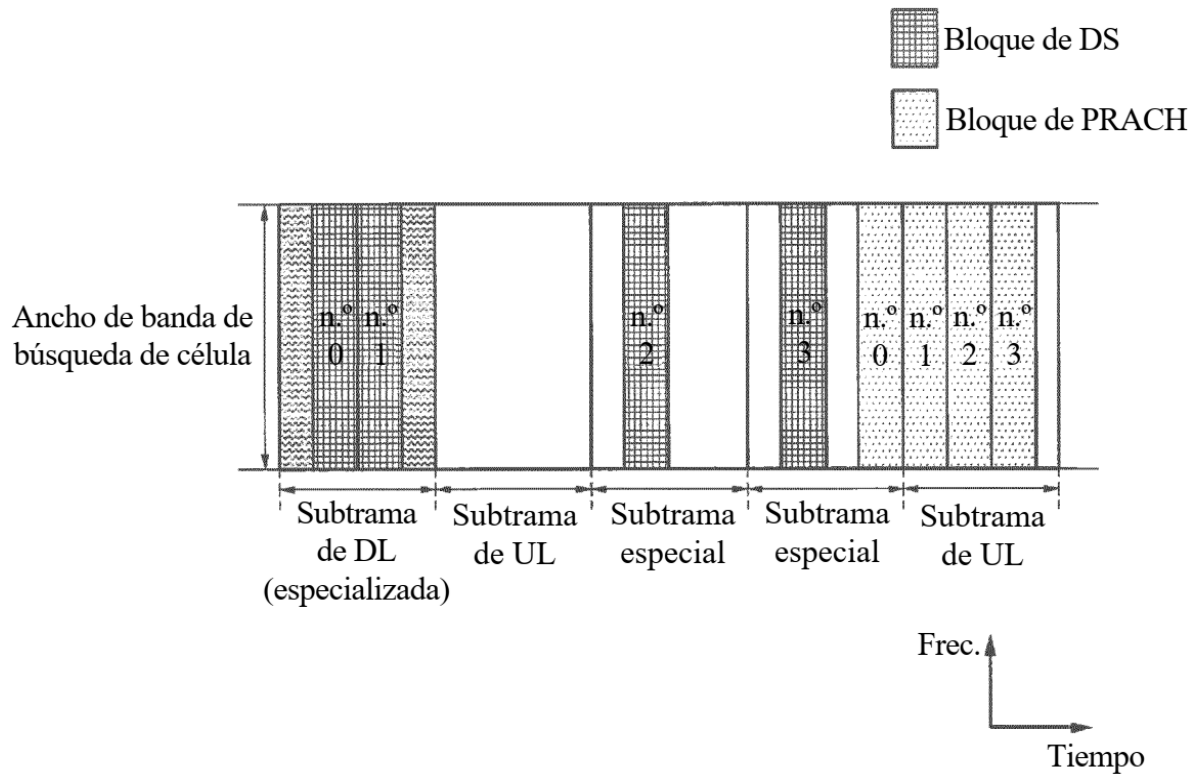 Bloque de DS
Bloque de PRACH
Ancho de banda de
búsqueda de célula
n.º
0
n.º
1
n.º
2
n.º
3
n.º
0
n.º
1
n.º
2
n.º
3
Subtrama
de DL
(especializada)
Subtrama
de UL
Subtrama
especial
Subtrama
especial
Subtrama
de UL
Frec.
Tiempo